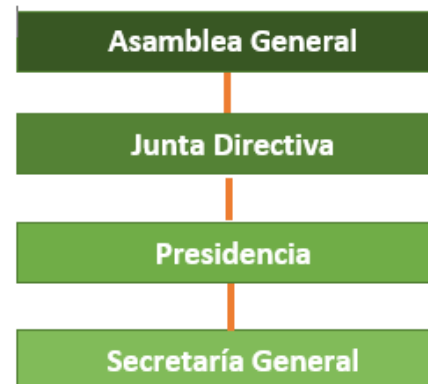 Asamblea General
Junta Directiva
Presidencia
Secretaría General